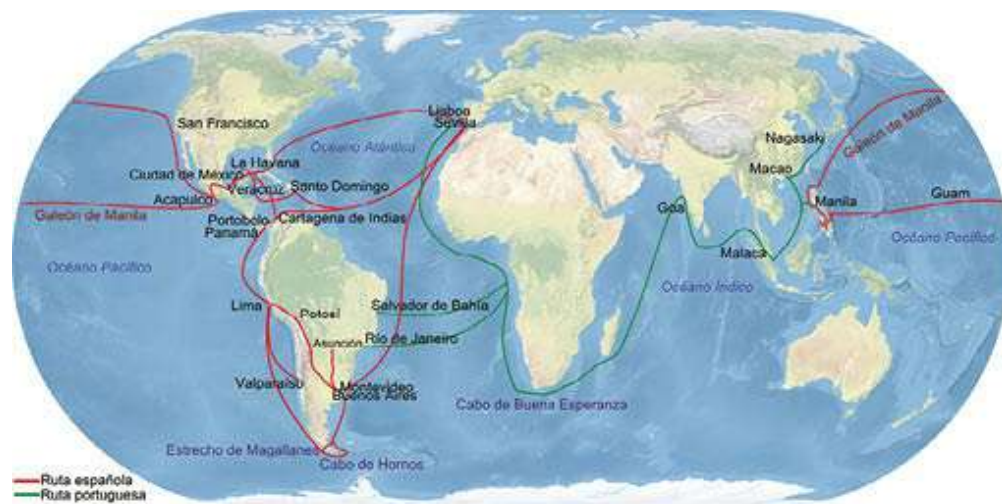 Lisboa
Sevilla
San Francisco
Océano Atlántico
Nagasaki
Galeón de Manila
La Havana
Ciudad de México
Macao
Veracruz
Santo Domingo
Acapulco
Guam
Manila
Galeón de Manila
Portobolo
Cartagena de Indias
Goa
Panamá
Océano Pacífico
Malaca
Océano Pacífico
Océano Índico
Lima
Salvador de Bahía
Potosí
Asunción
Río de Janeiro
Valparaíso
Montevideo
Buenos Aires
Cabo de Buena Esperanza
Estrecho de Magallanes
Cabo de Hornos
Ruta española
Ruta portuguesa